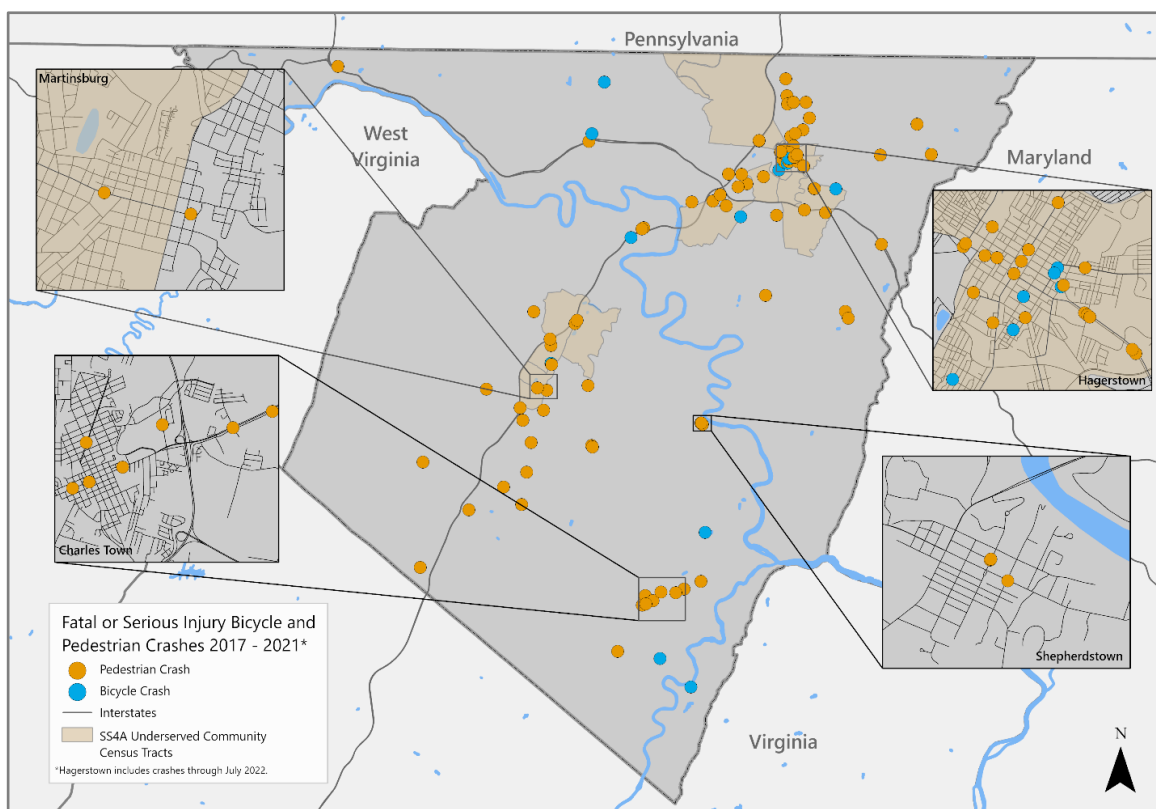 Pennsylvania
Martinsburg
West
Virginia
Maryland
Hagerstown
Charles Town
Shepherdstown
Fatal or Serious Injury Bicycle and
Pedestrian Crashes 2017 - 2021*
Pedestrian Crash
Bicycle Crash
Interstates
SS4A Underserved Community
Census Tracts
*Hagerstown includes crashes through July 2022.
Virginia
N